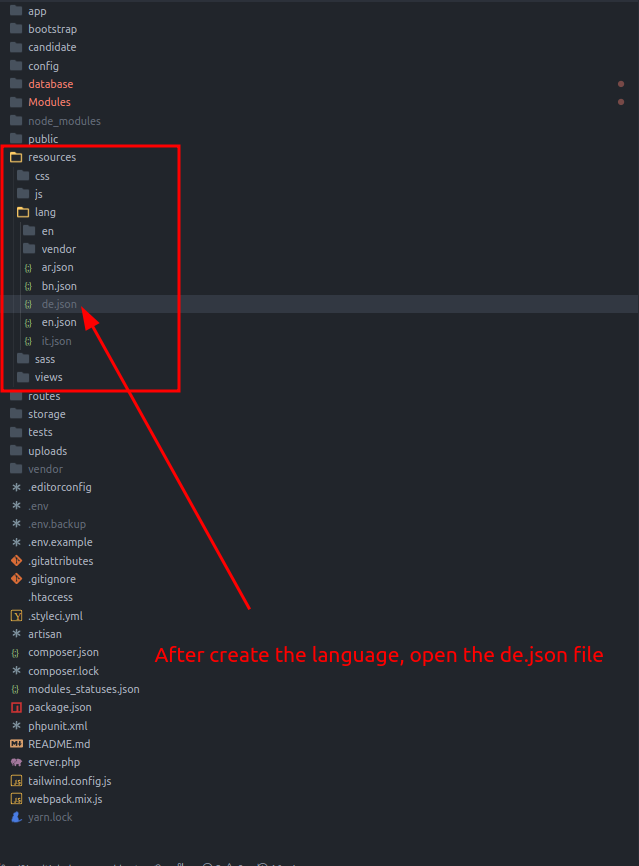 app
bootstrap
candidate
config
database
Modules
node_modules
public
resources
css
js
lang
en
vendor
ar.json
bn.json
de.json
en.json
it.json
sass
views
routes
storage
tests
uploads
vendor
.editorconfig
.env
.env.backup
.env.example
.gitattributes
.gitignore
.htaccess
.styleci.yml
artisan
After create the language, open the de.json file
composer.json
composer.lock
modules_statuses.json
package.json
phpunit.xml
README.md
server.php
tailwind.config.js
webpack.mix.js
yarn.lock